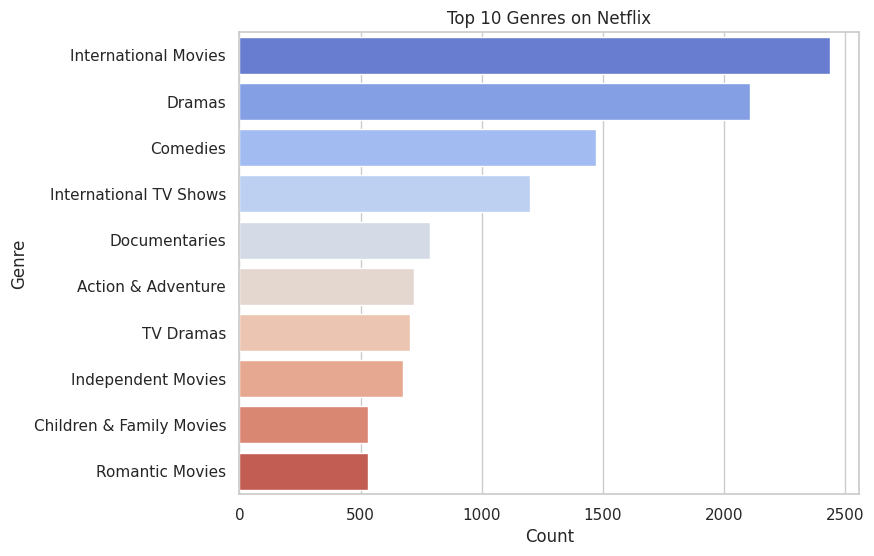 Top 10 Genres on Netflix
Genre
International Movies
Dramas
Comedies
International TV Shows
Documentaries
Action & Adventure
TV Dramas
Independent Movies
Children & Family Movies
Romantic Movies
0 500 1000 1500 2000 2500
Count